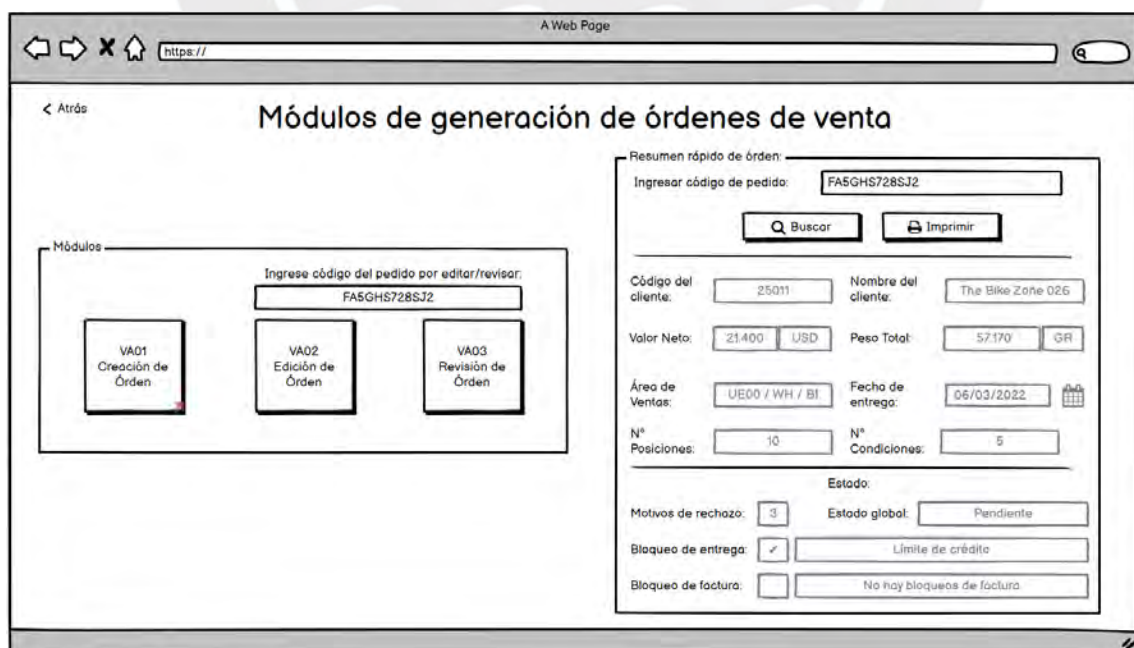 A Web Page
https://
< Atrás
Módulos de generación de órdenes de venta
Módulos
Ingrese código del pedido por editar/revisar:
FA5GHS728SJ2
VA01
Creación de
Órden
VA02
Edición de
Órden
VA03
Revisión de
Órden
Resumen rápido de órden:
Ingresar código de pedido: FA5GHS728SJ2
Buscar Imprimir
Código del
cliente: 25011
Nombre del
cliente: The Bike Zone 026
Valor Neto: 21.400 USD Peso Total: 57.170 GR
Área de
Ventas: UE00 / WH / BI
Fecha de
entrega: 06/03/2022
N°
Posiciones: 10
N°
Condiciones: 5
Estado:
Motivos de rechazo: 3 Estado global: Pendiente
Bloqueo de entrega: ✓ Límite de crédito
Bloqueo de factura: No hay bloqueos de factura